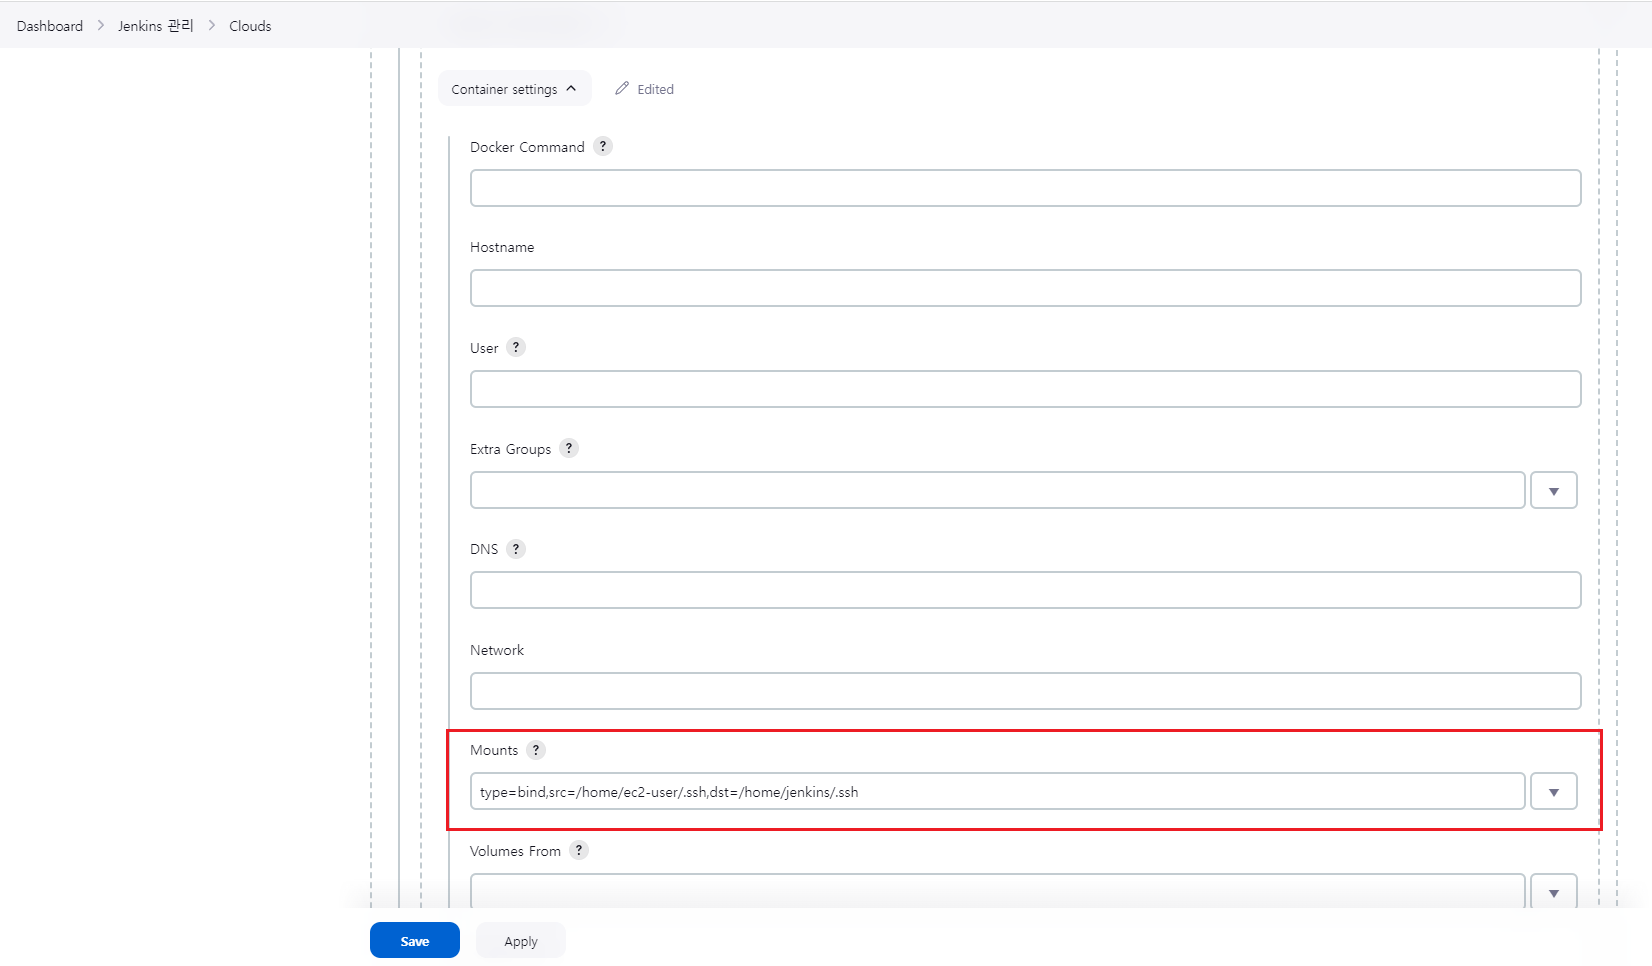 Dashboard > Jenkins 관리 > Clouds
Container settings Edited
Docker Command ?
Hostname
User ?
Extra Groups ?
DNS ?
Network
Mounts ?
type=bind,src=/home/ec2-user/.ssh,dst=/home/jenkins/.ssh
Volumes From ?
Save Apply